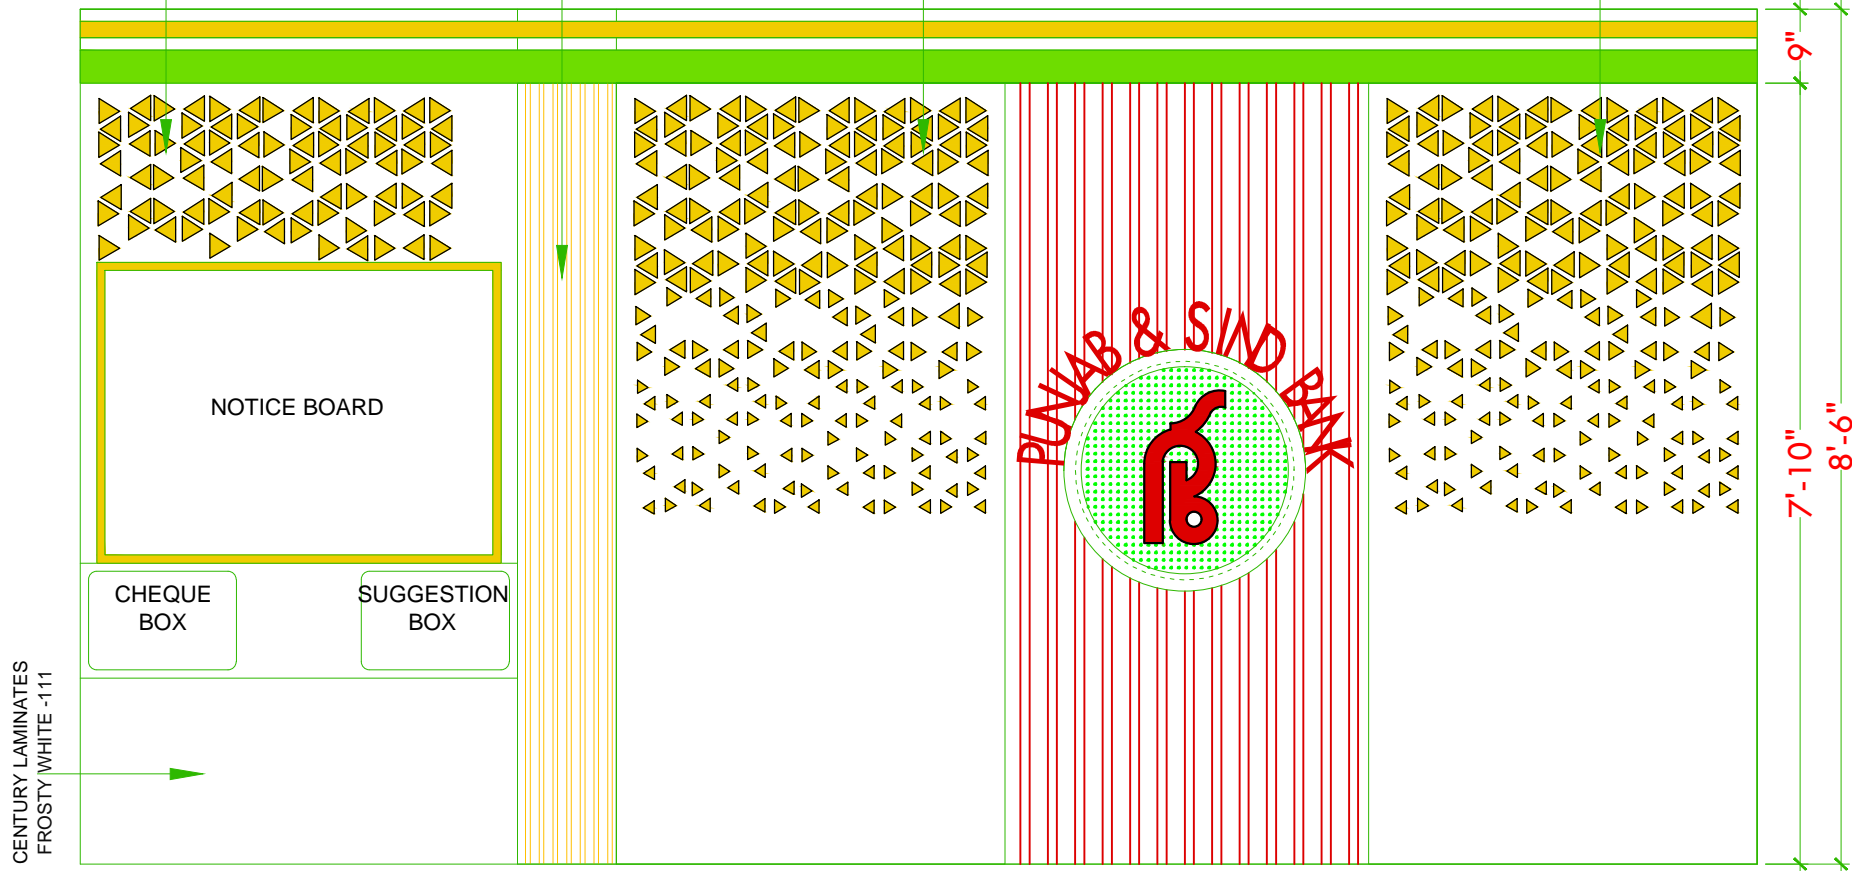 9"
PUNJAB & SIND BANK
NOTICE BOARD
7'-10"
8'-6"
CHEQUE
BOX
SUGGESTION
BOX
CENTURY LAMINATES
FROSTY WHITE -111